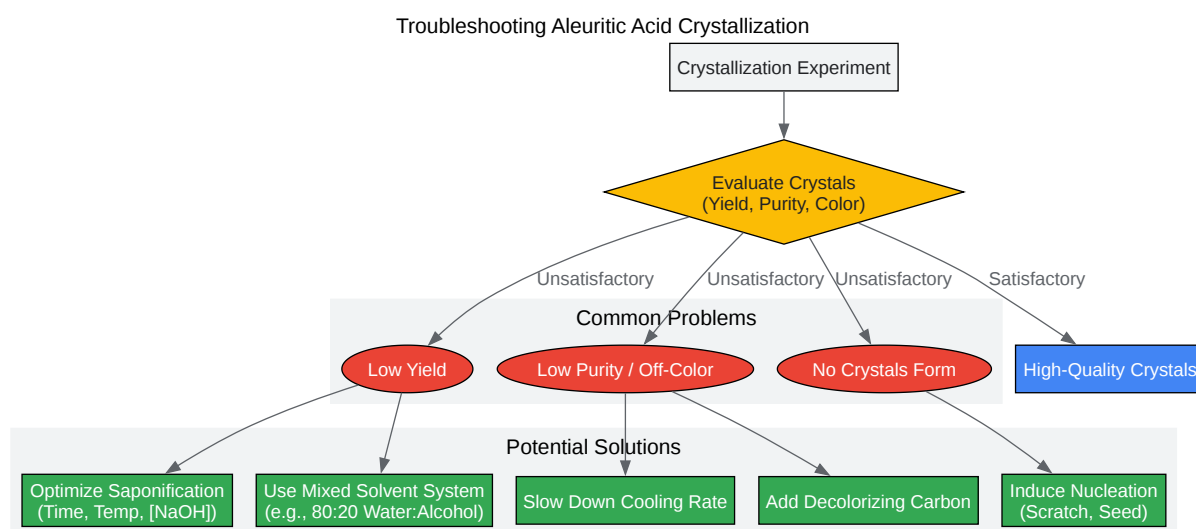 Troubleshooting Aleuritic Acid Crystallization
Crystallization Experiment
Evaluate Crystals
(Yield, Purity, Color)
Unsatisfactory
Unsatisfactory
Unsatisfactory
Satisfactory
Common Problems
Low Yield
Low Purity / Off-Color
No Crystals Form
High-Quality Crystals
Potential Solutions
Optimize Saponification
(Time, Temp, [NaOH])
Use Mixed Solvent System
(e.g., 80:20 Water:Alcohol)
Slow Down Cooling Rate
Add Decolorizing Carbon
Induce Nucleation
(Scratch, Seed)